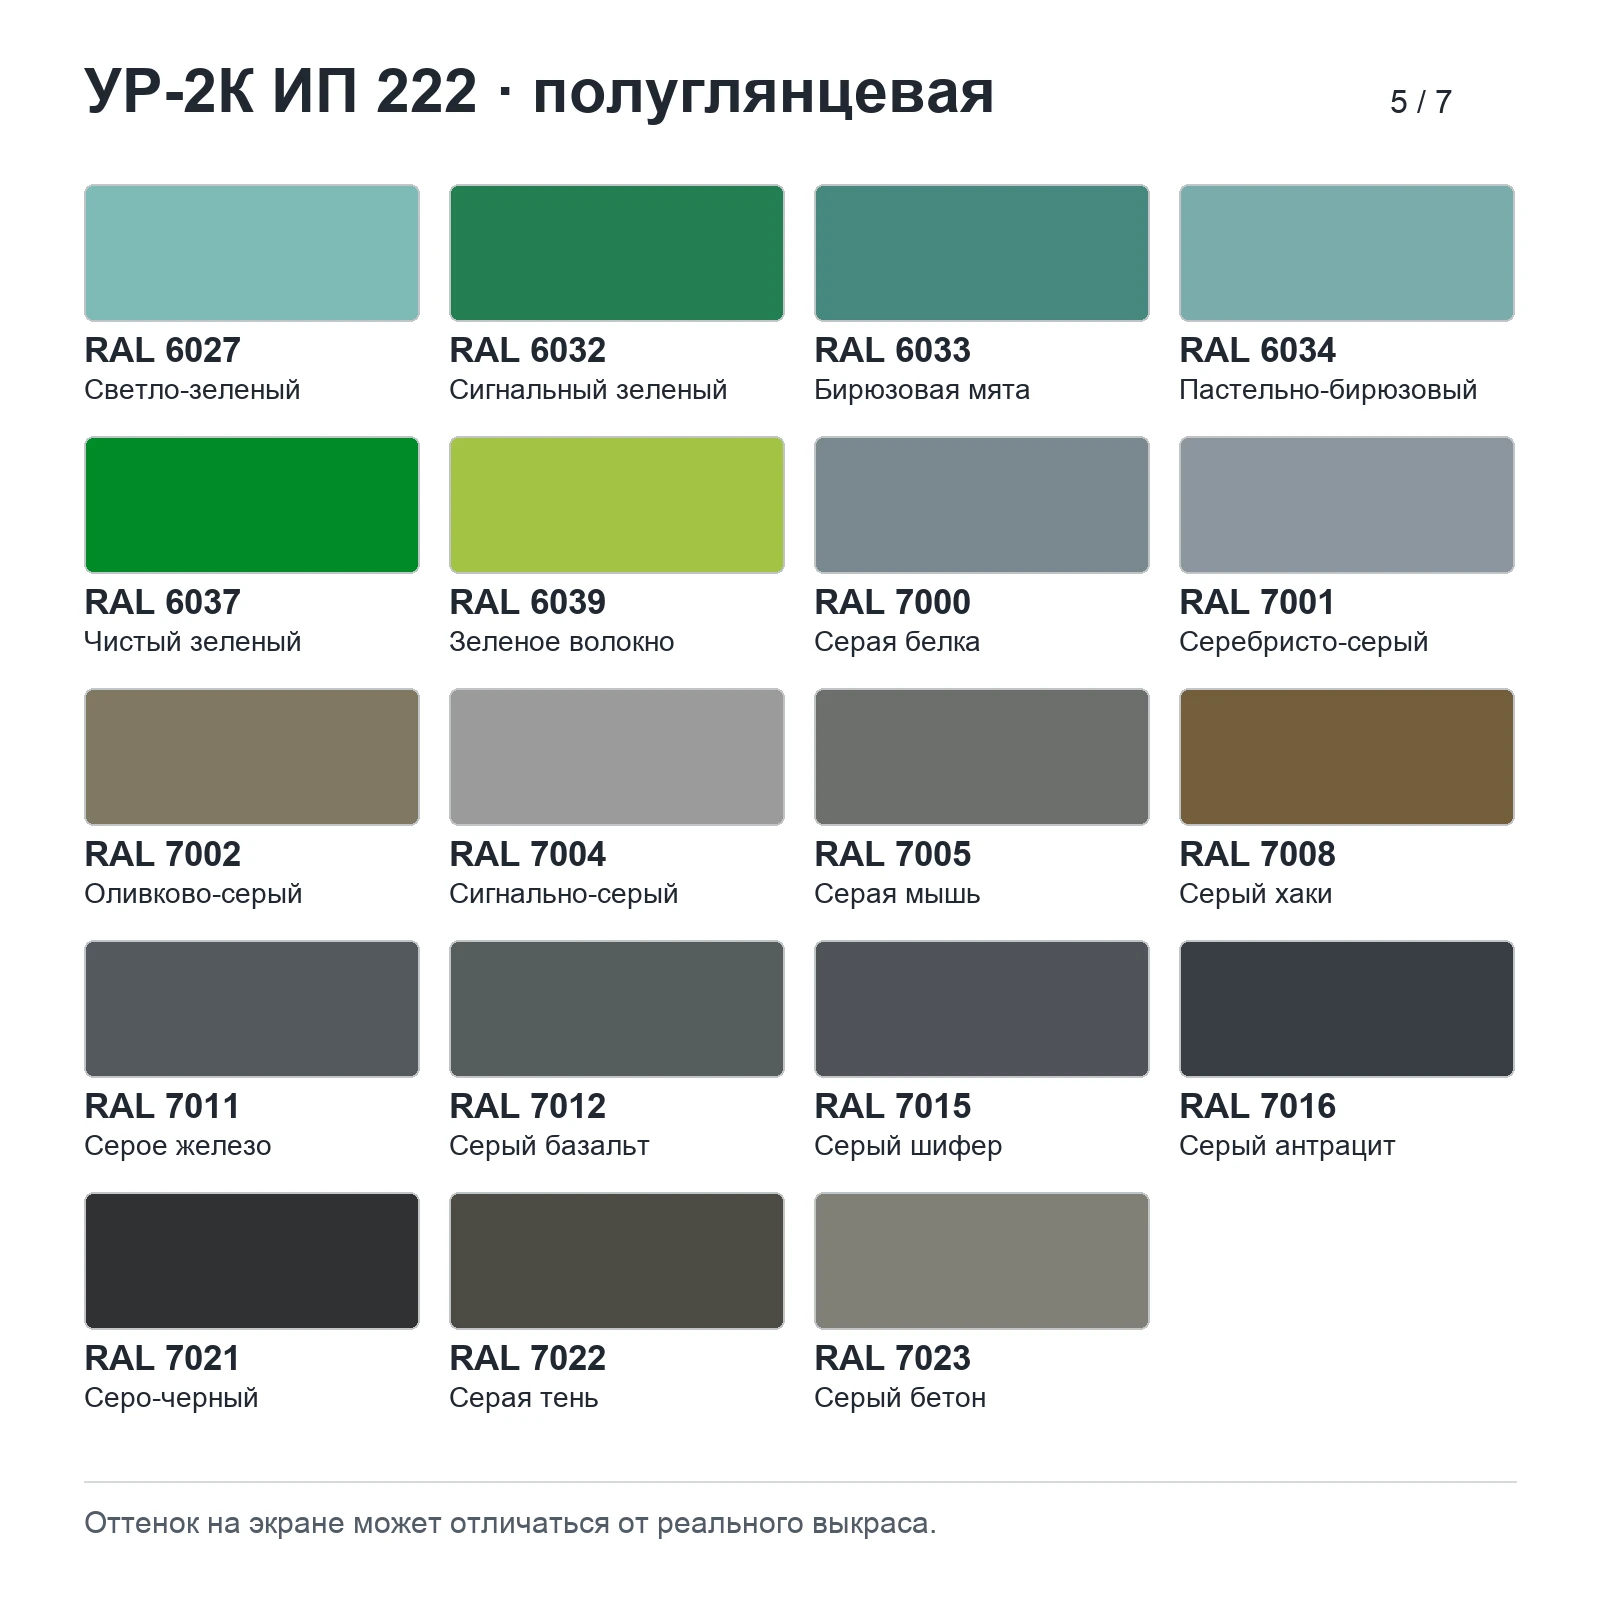 УР-2К ИП 222 · полуглянцевая
5 / 7
RAL 6027
Светло-зеленый
RAL 6032
Сигнальный зеленый
RAL 6033
Бирюзовая мята
RAL 6034
Пастельно-бирюзовый
RAL 6037
Чистый зеленый
RAL 6039
Зеленое волокно
RAL 7000
Серая белка
RAL 7001
Серебристо-серый
RAL 7002
Оливково-серый
RAL 7004
Сигнально-серый
RAL 7005
Серая мышь
RAL 7008
Серый хаки
RAL 7011
Серое железо
RAL 7012
Серый базальт
RAL 7015
Серый шифер
RAL 7016
Серый антрацит
RAL 7021
Серо-черный
RAL 7022
Серая тень
RAL 7023
Серый бетон
Оттенок на экране может отличаться от реального выкраса.